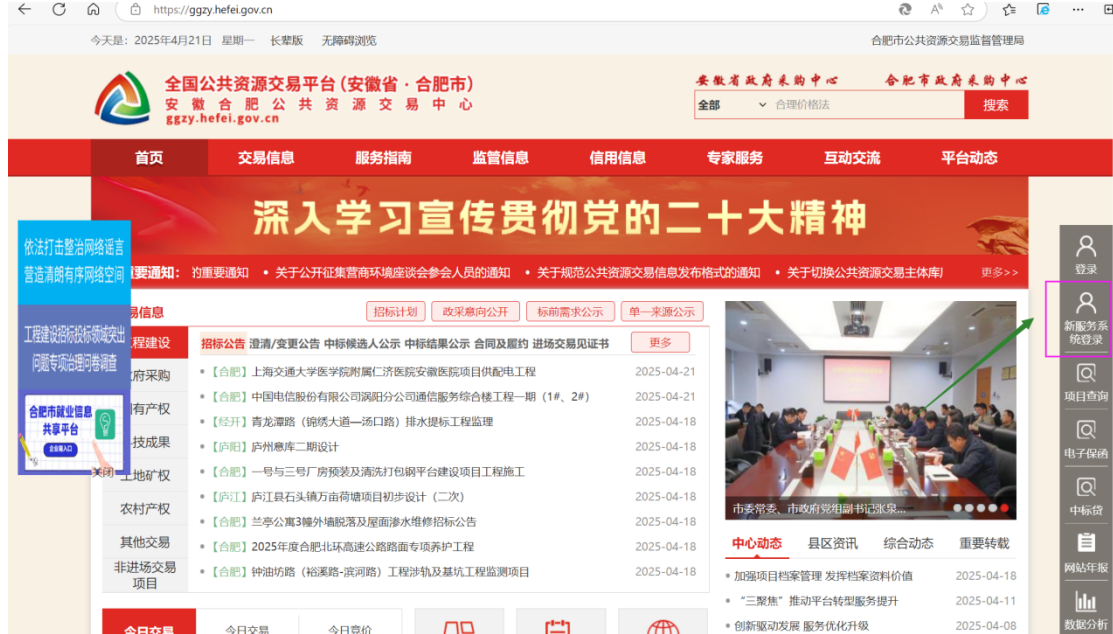 https://ggzy.hefei.gov.cn
今天是：2025年4月21日 星期一 长辈版 无障碍浏览
合肥市公共资源交易监督管理局
全国公共资源交易平台（安徽省·合肥市）
安徽合肥公共资源交易中心
ggzy.hefei.gov.cn
安徽省政府采购中心 合肥市政府采购中心
全部 合理价格法 搜索
首页 交易信息 服务指南 监管信息 信用信息 专家服务 互动交流 平台动态
深入学习宣传贯彻党的二十大精神
依法打击整治网络谣言
营造清朗有序网络空间
工程建设招标投标领域突出
问题专项治理问卷调查
合肥市就业信息
共享平台
企业端入口
关闭
要通知： 的重要通知 • 关于公开征集营商环境座谈会参会人员的通知 • 关于规范公共资源交易信息发布格式的通知 • 关于切换公共资源交易主体库 更多>>
易信息 招标计划 政采意向公开 标前需求公示 单一来源公示
程建设
府采购
有产权
技成果
土地矿权
农村产权
其他交易
非进场交易
项目
招标公告 澄清/变更公告 中标候选人公示 中标结果公示 合同及履约 进场交易见证书 更多
【合肥】上海交通大学医学院附属仁济医院安徽医院项目供配电工程 2025-04-21
【合肥】中国电信股份有限公司涡阳分公司通信服务综合楼工程一期（1#、2#） 2025-04-21
【经开】青龙潭路（锦绣大道—汤口路）排水提标工程监理 2025-04-21
【庐阳】庐州意库二期设计 2025-04-18
【合肥】一号与三号厂房预装及清洗打包钢平台建设项目工程施工 2025-04-18
【庐江】庐江县石头镇万亩荷塘项目初步设计（二次） 2025-04-18
【合肥】兰亭公寓3幢外墙脱落及屋面渗水维修招标公告 2025-04-18
【合肥】2025年度合肥北环高速公路路面专项养护工程 2025-04-18
【合肥】钟油坊路（裕溪路-滨河路）工程涉轨及基坑工程监测项目 2025-04-18
市委常委、市政府党组副书记张泉...
中心动态 县区资讯 综合动态 重要转载
加强项目档案管理 发挥档案资料价值 2025-04-18
“三聚焦”推动平台转型服务提升 2025-04-11
创新驱动发展 服务优化升级 2025-04-08
今日交易 今日交易 今日竞价
登录
新服务系
统登录
项目查询
电子保函
中标贷
网站年报
数据分析